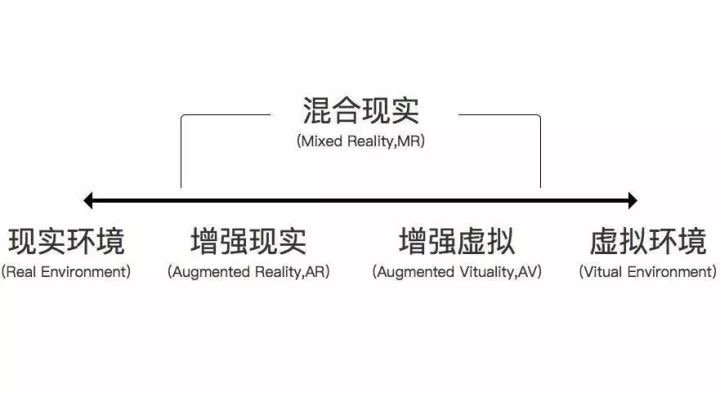 混合现实
(Mixed Reality,MR)
现实环境
(Real Environment)
增强现实
(Augmented Reality,AR)
增强虚拟
(Augmented Vituality,AV)
虚拟环境
(Vitual Environment)